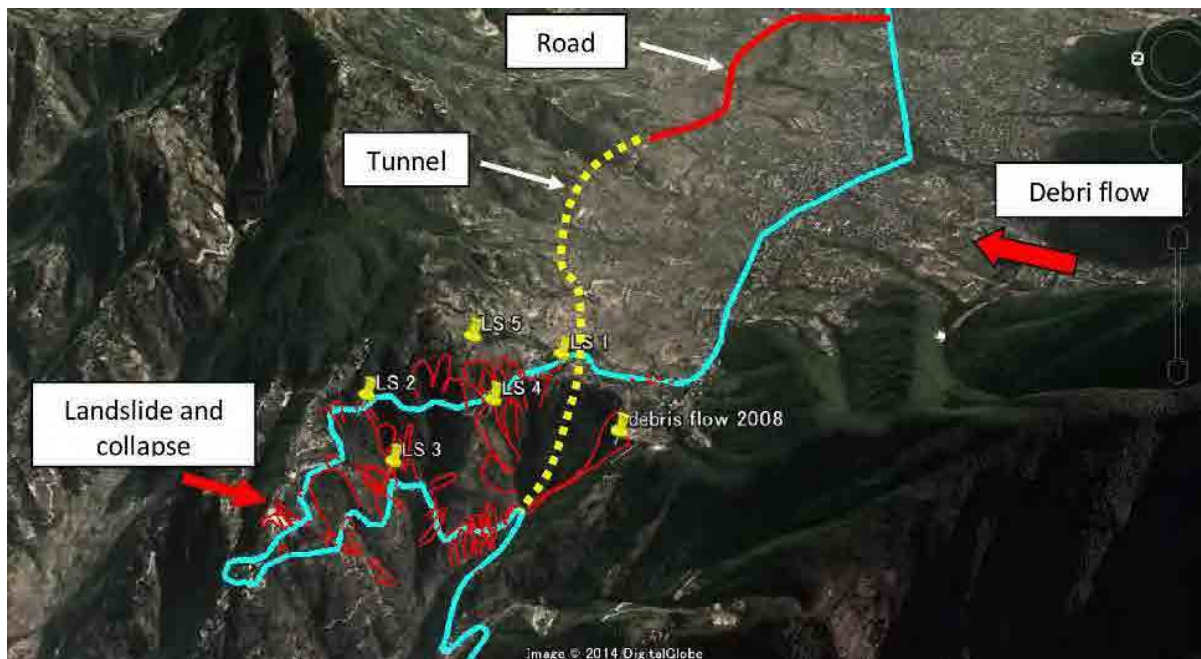 Road
N
Tunnel
Debri flow
LS 5
LS 1
LS 2
LS 4
Landslide and
collapse
debris flow 2008
LS 3
Image © 2014 DigitalGlobe